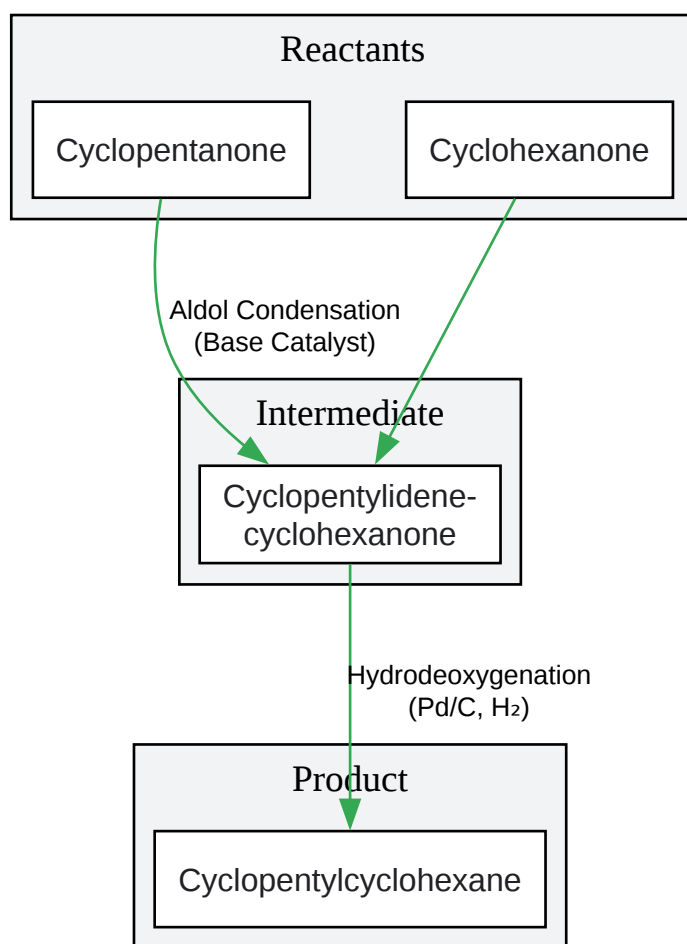 Reactants
Cyclopentanone
Cyclohexanone
Aldol Condensation
(Base Catalyst)
Intermediate
Cyclopentylidene-
cyclohexanone
Hydrodeoxygenation
(Pd/C, H₂)
Product
Cyclopentylcyclohexane